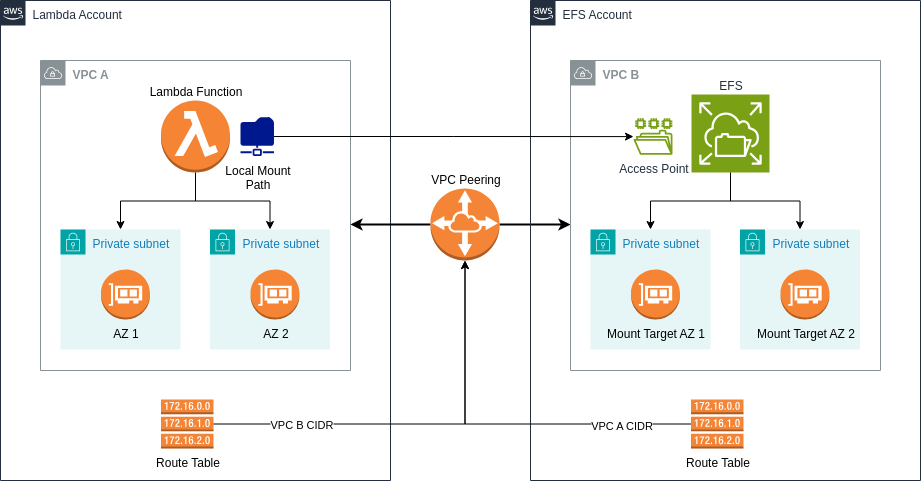 aws
Lambda Account
aws
EFS Account
VPC A
VPC B
Lambda Function
EFS
Local Mount
Path
Access Point
VPC Peering
Private subnet
Private subnet
Private subnet
Private subnet
AZ 1
AZ 2
Mount Target AZ 1
Mount Target AZ 2
172.16.0.0
172.16.1.0
172.16.2.0
VPC B CIDR
VPC A CIDR
172.16.0.0
172.16.1.0
172.16.2.0
Route Table
Route Table